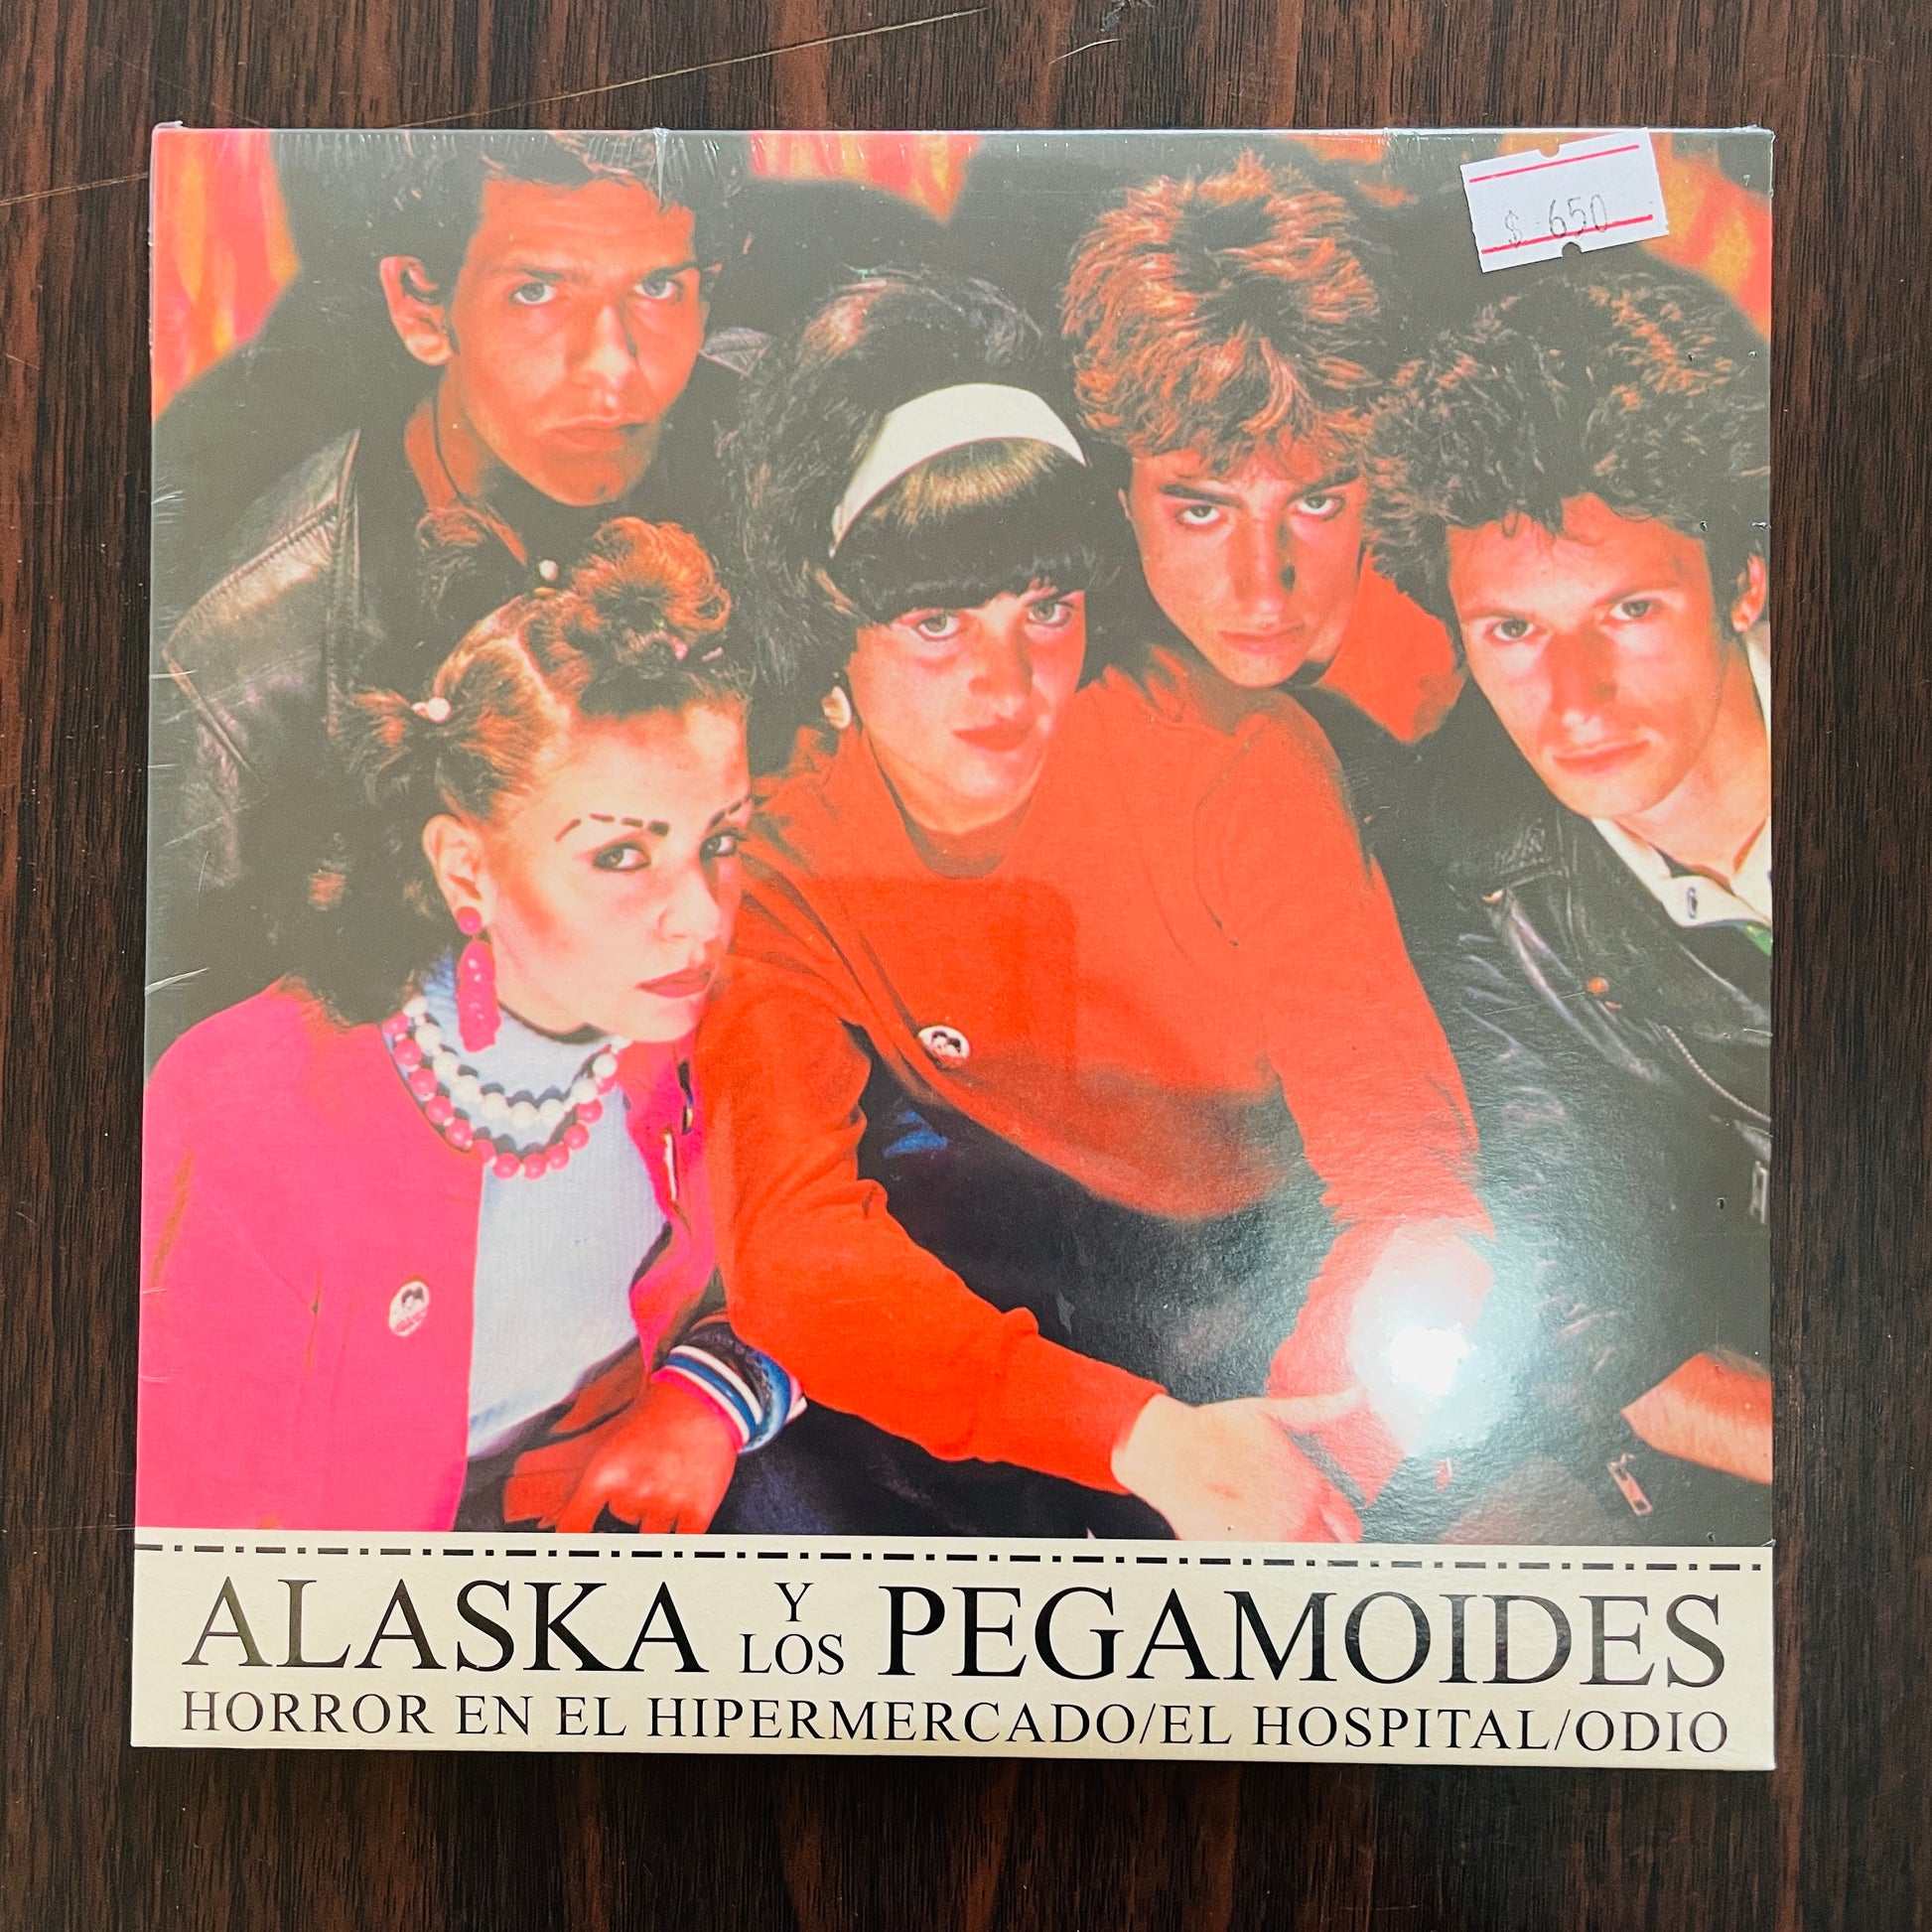 $ 650
ALASKA Y LOS PEGAMOIDES
HORROR EN EL HIPERMERCADO/EL HOSPITAL/ODIO